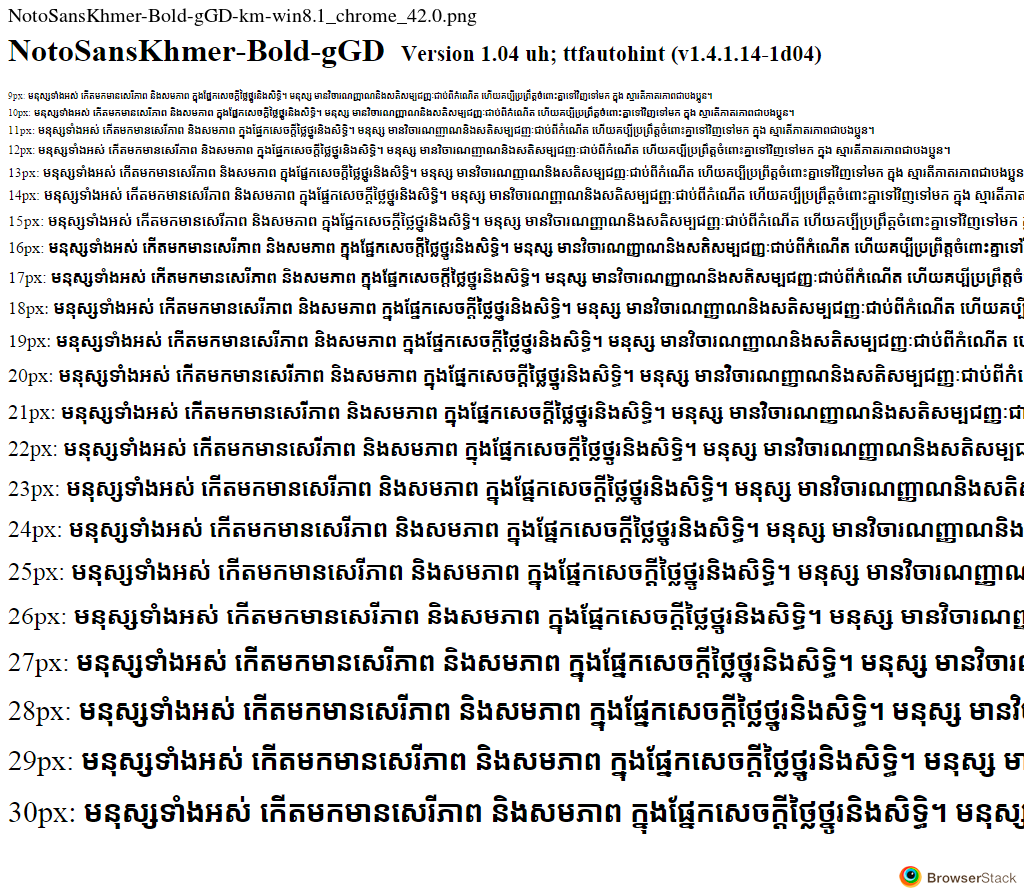 NotoSansKhmer-Bold-gGD-km-win8.1_chrome_42.0.png
NotoSansKhmer-Bold-gGD Version 1.04 uh; ttfautohint (v1.4.1.14-1d04)
9px: មនុស្សទាំងអស់ កើតមកមានសេរីភាព និងសមភាព ក្នុងផ្នែកសេចក្ដីថ្លៃថ្នូរនិងសិទ្ធិ។ មនុស្ស មានវិចារណញ្ញាណនិងសតិសម្បជញ្ញៈជាប់ពីកំណើត ហើយគប្បីប្រព្រឹត្ដចំពោះគ្នាទៅវិញទៅមក ក្នុង ស្មារតីភាតរភាពជាបងប្អូន។
10px: មនុស្សទាំងអស់ កើតមកមានសេរីភាព និងសមភាព ក្នុងផ្នែកសេចក្ដីថ្លៃថ្នូរនិងសិទ្ធិ។ មនុស្ស មានវិចារណញ្ញាណនិងសតិសម្បជញ្ញៈជាប់ពីកំណើត ហើយគប្បីប្រព្រឹត្ដចំពោះគ្នាទៅវិញទៅមក ក្នុង ស្មារតីភាតរភាពជាបងប្អូន។
11px: មនុស្សទាំងអស់ កើតមកមានសេរីភាព និងសមភាព ក្នុងផ្នែកសេចក្ដីថ្លៃថ្នូរនិងសិទ្ធិ។ មនុស្ស មានវិចារណញ្ញាណនិងសតិសម្បជញ្ញៈជាប់ពីកំណើត ហើយគប្បីប្រព្រឹត្ដចំពោះគ្នាទៅវិញទៅមក ក្នុង ស្មារតីភាតរភាពជាបងប្អូន។
12px: មនុស្សទាំងអស់ កើតមកមានសេរីភាព និងសមភាព ក្នុងផ្នែកសេចក្ដីថ្លៃថ្នូរនិងសិទ្ធិ។ មនុស្ស មានវិចារណញ្ញាណនិងសតិសម្បជញ្ញៈជាប់ពីកំណើត ហើយគប្បីប្រព្រឹត្ដចំពោះគ្នាទៅវិញទៅមក ក្នុង ស្មារតីភាតរភាពជាបងប្អូន។
13px: មនុស្សទាំងអស់ កើតមកមានសេរីភាព និងសមភាព ក្នុងផ្នែកសេចក្ដីថ្លៃថ្នូរនិងសិទ្ធិ។ មនុស្ស មានវិចារណញ្ញាណនិងសតិសម្បជញ្ញៈជាប់ពីកំណើត ហើយគប្បីប្រព្រឹត្ដចំពោះគ្នាទៅវិញទៅមក ក្នុង ស្មារតីភាតរភាពជាបងប្អូន
14px: មនុស្សទាំងអស់ កើតមកមានសេរីភាព និងសមភាព ក្នុងផ្នែកសេចក្ដីថ្លៃថ្នូរនិងសិទ្ធិ។ មនុស្ស មានវិចារណញ្ញាណនិងសតិសម្បជញ្ញៈជាប់ពីកំណើត ហើយគប្បីប្រព្រឹត្ដចំពោះគ្នាទៅវិញទៅមក ក្នុង ស្មារតីភាត
15px: មនុស្សទាំងអស់ កើតមកមានសេរីភាព និងសមភាព ក្នុងផ្នែកសេចក្ដីថ្លៃថ្នូរនិងសិទ្ធិ។ មនុស្ស មានវិចារណញ្ញាណនិងសតិសម្បជញ្ញៈជាប់ពីកំណើត ហើយគប្បីប្រព្រឹត្ដចំពោះគ្នាទៅវិញទៅមក
16px: មនុស្សទាំងអស់ កើតមកមានសេរីភាព និងសមភាព ក្នុងផ្នែកសេចក្ដីថ្លៃថ្នូរនិងសិទ្ធិ។ មនុស្ស មានវិចារណញ្ញាណនិងសតិសម្បជញ្ញៈជាប់ពីកំណើត ហើយគប្បីប្រព្រឹត្ដចំពោះគ្នាទៅ
17px: មនុស្សទាំងអស់ កើតមកមានសេរីភាព និងសមភាព ក្នុងផ្នែកសេចក្ដីថ្លៃថ្នូរនិងសិទ្ធិ។ មនុស្ស មានវិចារណញ្ញាណនិងសតិសម្បជញ្ញៈជាប់ពីកំណើត ហើយគប្បីប្រព្រឹត្ដចំ
18px: មនុស្សទាំងអស់ កើតមកមានសេរីភាព និងសមភាព ក្នុងផ្នែកសេចក្ដីថ្លៃថ្នូរនិងសិទ្ធិ។ មនុស្ស មានវិចារណញ្ញាណនិងសតិសម្បជញ្ញៈជាប់ពីកំណើត ហើយគប្បី
19px: មនុស្សទាំងអស់ កើតមកមានសេរីភាព និងសមភាព ក្នុងផ្នែកសេចក្ដីថ្លៃថ្នូរនិងសិទ្ធិ។ មនុស្ស មានវិចារណញ្ញាណនិងសតិសម្បជញ្ញៈជាប់ពីកំណើត
20px: មនុស្សទាំងអស់ កើតមកមានសេរីភាព និងសមភាព ក្នុងផ្នែកសេចក្ដីថ្លៃថ្នូរនិងសិទ្ធិ។ មនុស្ស មានវិចារណញ្ញាណនិងសតិសម្បជញ្ញៈជាប់ពីកំ
21px: មនុស្សទាំងអស់ កើតមកមានសេរីភាព និងសមភាព ក្នុងផ្នែកសេចក្ដីថ្លៃថ្នូរនិងសិទ្ធិ។ មនុស្ស មានវិចារណញ្ញាណនិងសតិសម្បជញ្ញៈជា
22px: មនុស្សទាំងអស់ កើតមកមានសេរីភាព និងសមភាព ក្នុងផ្នែកសេចក្ដីថ្លៃថ្នូរនិងសិទ្ធិ។ មនុស្ស មានវិចារណញ្ញាណនិងសតិសម្បជ
23px: មនុស្សទាំងអស់ កើតមកមានសេរីភាព និងសមភាព ក្នុងផ្នែកសេចក្ដីថ្លៃថ្នូរនិងសិទ្ធិ។ មនុស្ស មានវិចារណញ្ញាណនិងសតិស
24px: មនុស្សទាំងអស់ កើតមកមានសេរីភាព និងសមភាព ក្នុងផ្នែកសេចក្ដីថ្លៃថ្នូរនិងសិទ្ធិ។ មនុស្ស មានវិចារណញ្ញាណនិង
25px: មនុស្សទាំងអស់ កើតមកមានសេរីភាព និងសមភាព ក្នុងផ្នែកសេចក្ដីថ្លៃថ្នូរនិងសិទ្ធិ។ មនុស្ស មានវិចារណញ្ញាណ
26px: មនុស្សទាំងអស់ កើតមកមានសេរីភាព និងសមភាព ក្នុងផ្នែកសេចក្ដីថ្លៃថ្នូរនិងសិទ្ធិ។ មនុស្ស មានវិចារណញ្ញ
27px: មនុស្សទាំងអស់ កើតមកមានសេរីភាព និងសមភាព ក្នុងផ្នែកសេចក្ដីថ្លៃថ្នូរនិងសិទ្ធិ។ មនុស្ស មានវិចារ
28px: មនុស្សទាំងអស់ កើតមកមានសេរីភាព និងសមភាព ក្នុងផ្នែកសេចក្ដីថ្លៃថ្នូរនិងសិទ្ធិ។ មនុស្ស មានវិ
29px: មនុស្សទាំងអស់ កើតមកមានសេរីភាព និងសមភាព ក្នុងផ្នែកសេចក្ដីថ្លៃថ្នូរនិងសិទ្ធិ។ មនុស្ស មា
30px: មនុស្សទាំងអស់ កើតមកមានសេរីភាព និងសមភាព ក្នុងផ្នែកសេចក្ដីថ្លៃថ្នូរនិងសិទ្ធិ។ មនុស្ស
BrowserStack